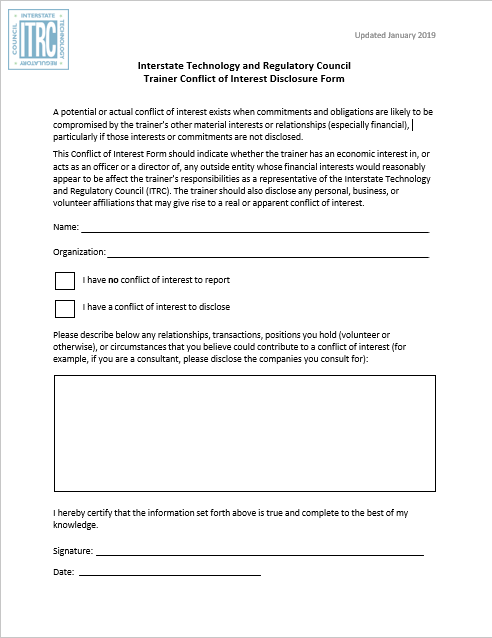 INTERSTATE
COUNCIL
ITRC
TECHNOLOGY
REGULATORY
Updated January 2019
Interstate Technology and Regulatory Council
Trainer Conflict of Interest Disclosure Form
A potential or actual conflict of interest exists when commitments and obligations are likely to be
compromised by the trainer's other material interests or relationships (especially financial),
particularly if those interests or commitments are not disclosed.
This Conflict of Interest Form should indicate whether the trainer has an economic interest in, or
acts as an officer or a director of, any outside entity whose financial interests would reasonably
appear to be affect the trainer's responsibilities as a representative of the Interstate Technology
and Regulatory Council (ITRC). The trainer should also disclose any personal, business, or
volunteer affiliations that may give rise to a real or apparent conflict of interest.
Name:
Organization:
I have no conflict of interest to report
I have a conflict of interest to disclose
Please describe below any relationships, transactions, positions you hold (volunteer or
otherwise), or circumstances that you believe could contribute to a conflict of interest (for
example, if you are a consultant, please disclose the companies you consult for):
I hereby certify that the information set forth above is true and complete to the best of my
knowledge.
Signature:
Date: